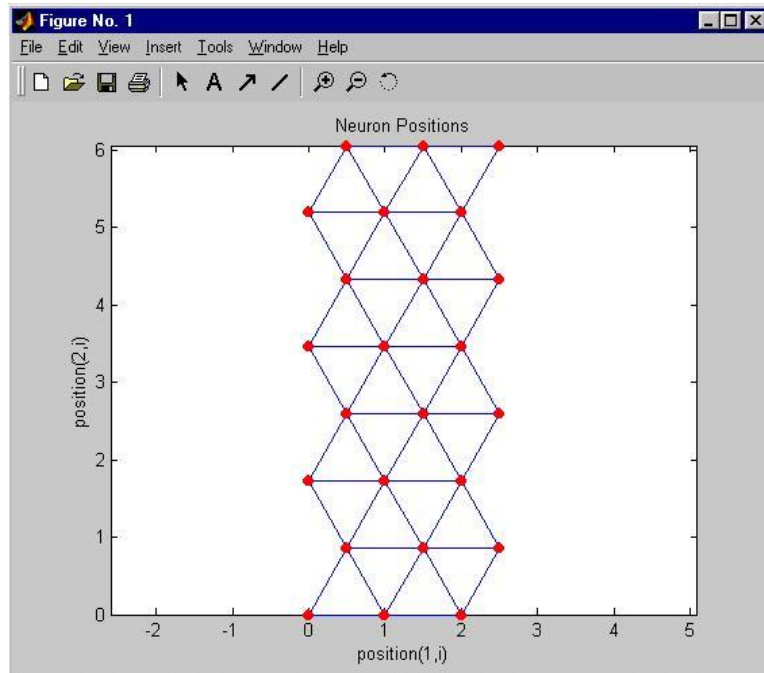 Figure No. 1
File Edit View Insert Tools Window Help
A
Neuron Positions
6
5
4
3
2
1
0
position(2,i)
-2 -1 0 1 2 3 4 5
position(1,i)